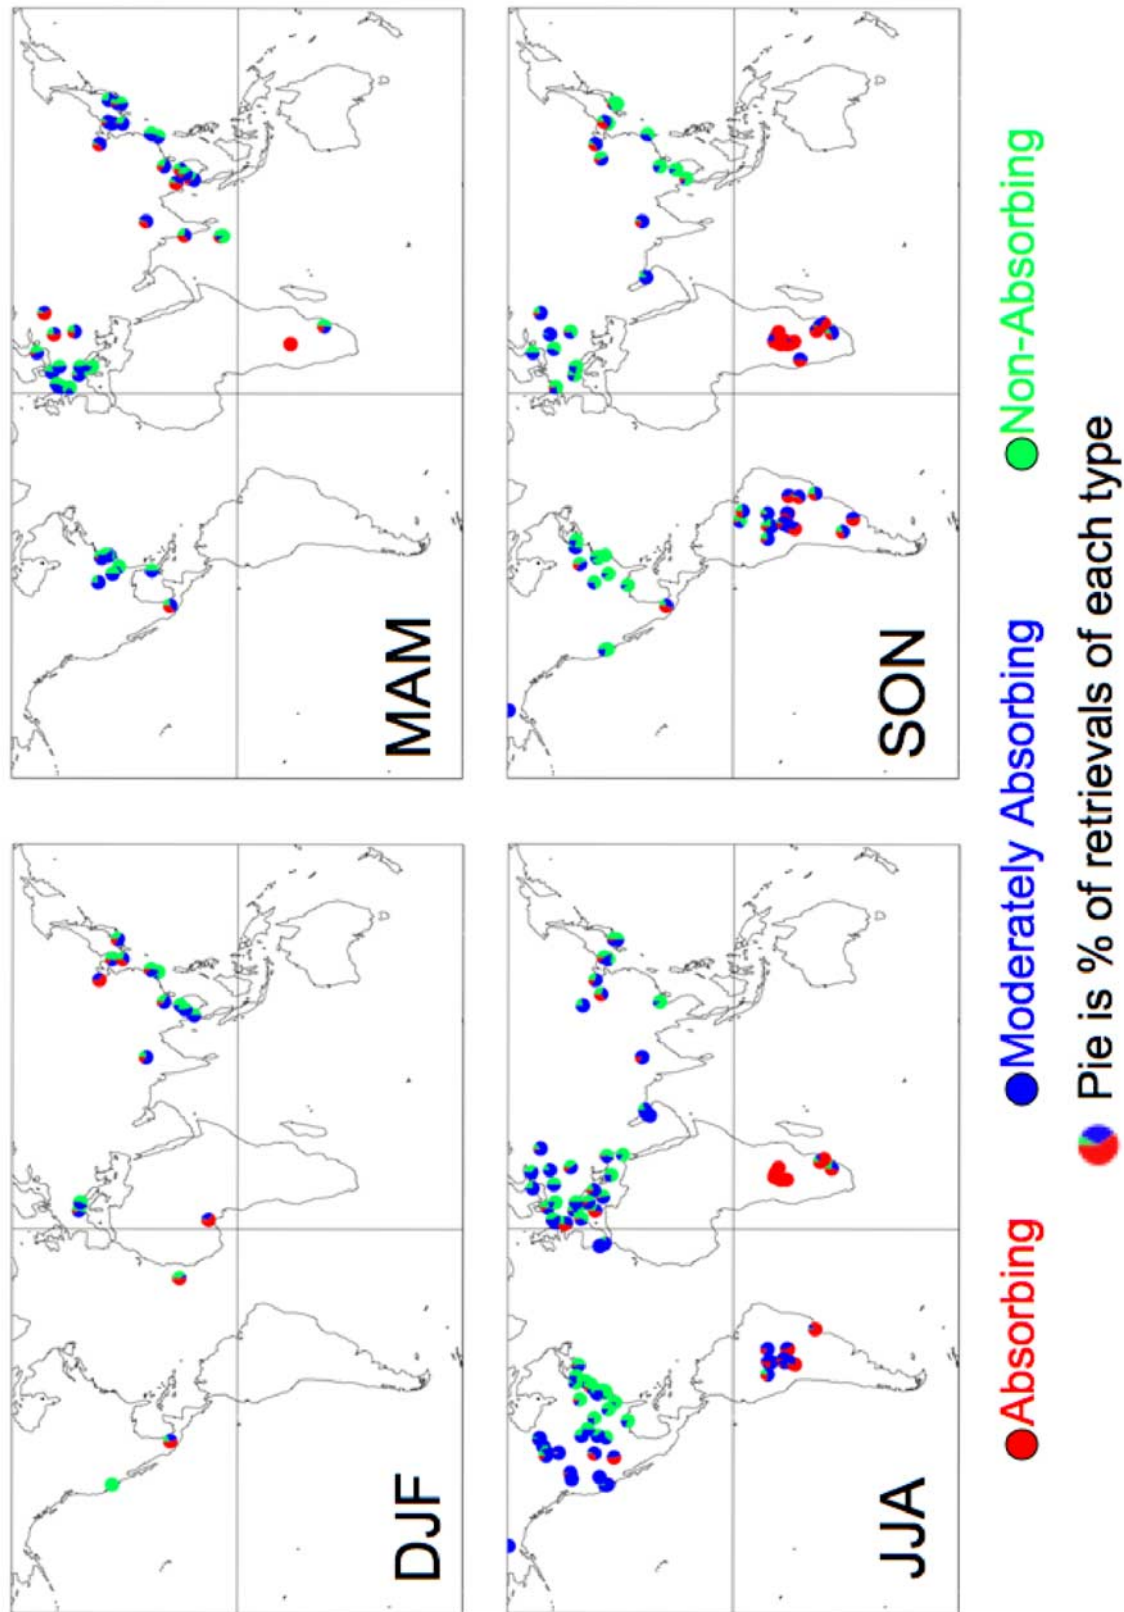 DJF
MAM
JJA
SON
Absorbing
Moderately Absorbing
Non-Absorbing
Pie is % of retrievals of each type